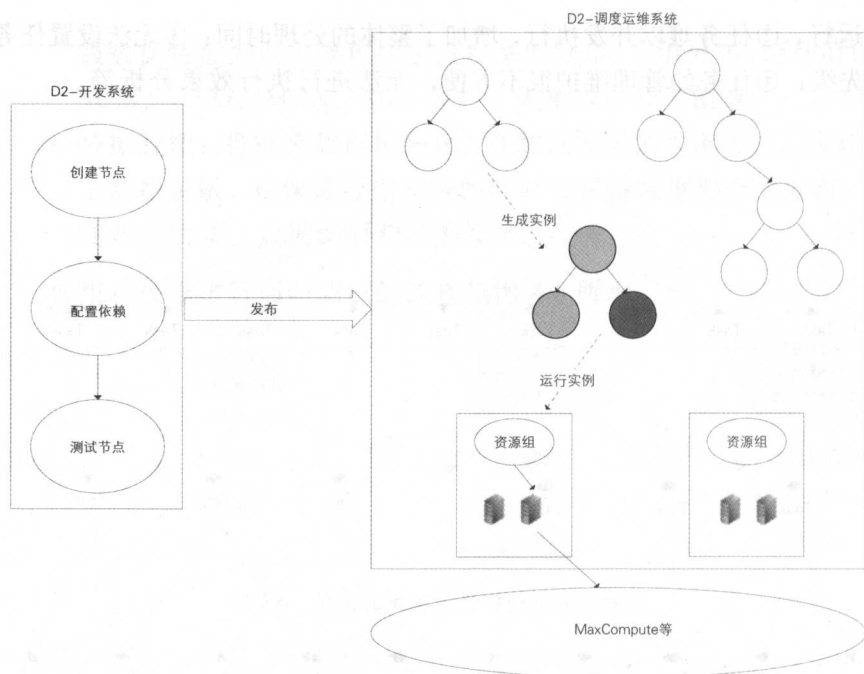 运行，
D2-调度运维系统
D2-开发系统
创建节点
配置依赖
测试节点
发布
生成实例
运行实例
资源组
资源组
MaxCompute等